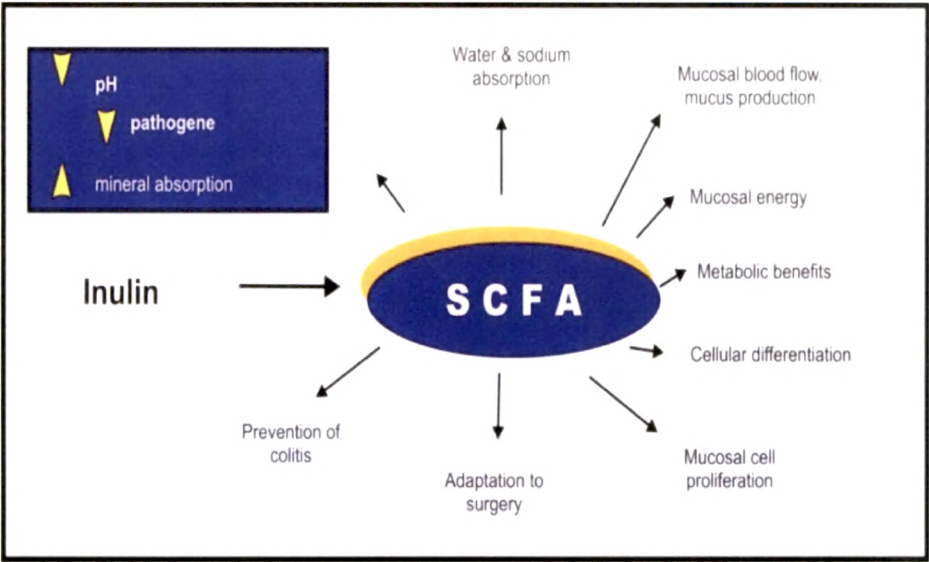 Water & sodium
absorption
Mucosal blood flow,
mucus production
pH
pathogene
mineral absorption
Mucosal energy
Inulin
SCFA
Metabolic benefits
Cellular differentiation
Prevention of
colitis
Adaptation to
surgery
Mucosal cell
proliferation